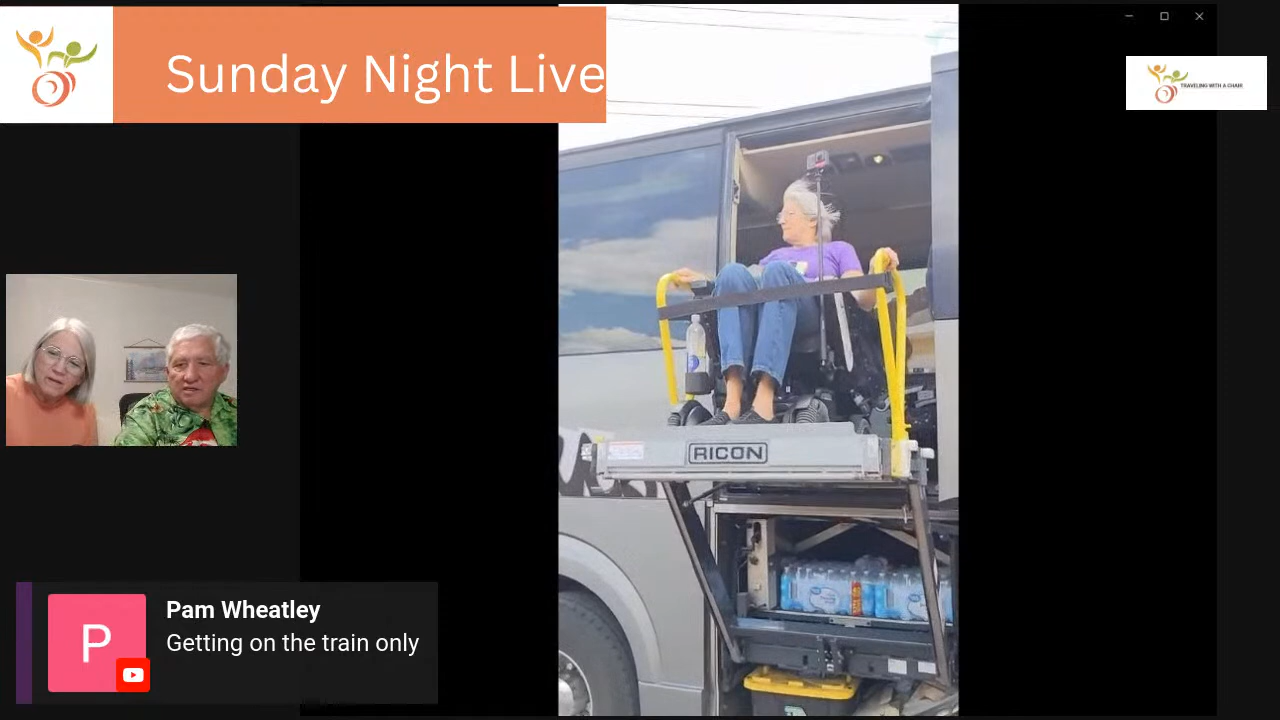 Sunday Night Live
TRAVELING WITH A CHAIR
RICON
P
Pam Wheatley
Getting on the train only